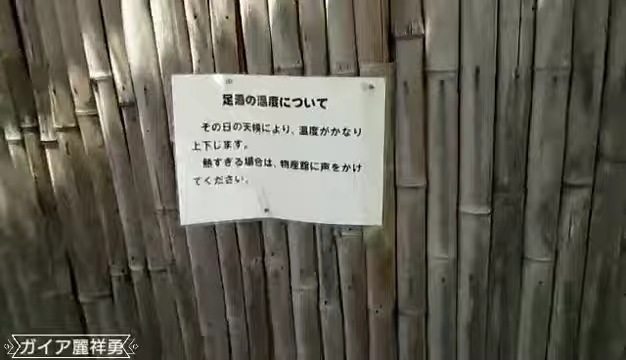 足湯の温度について
その日の天候により、温度がかなり
上下します。
熱すぎる場合は、物産館に声をかけ
てください。
ガイア麗祥勇